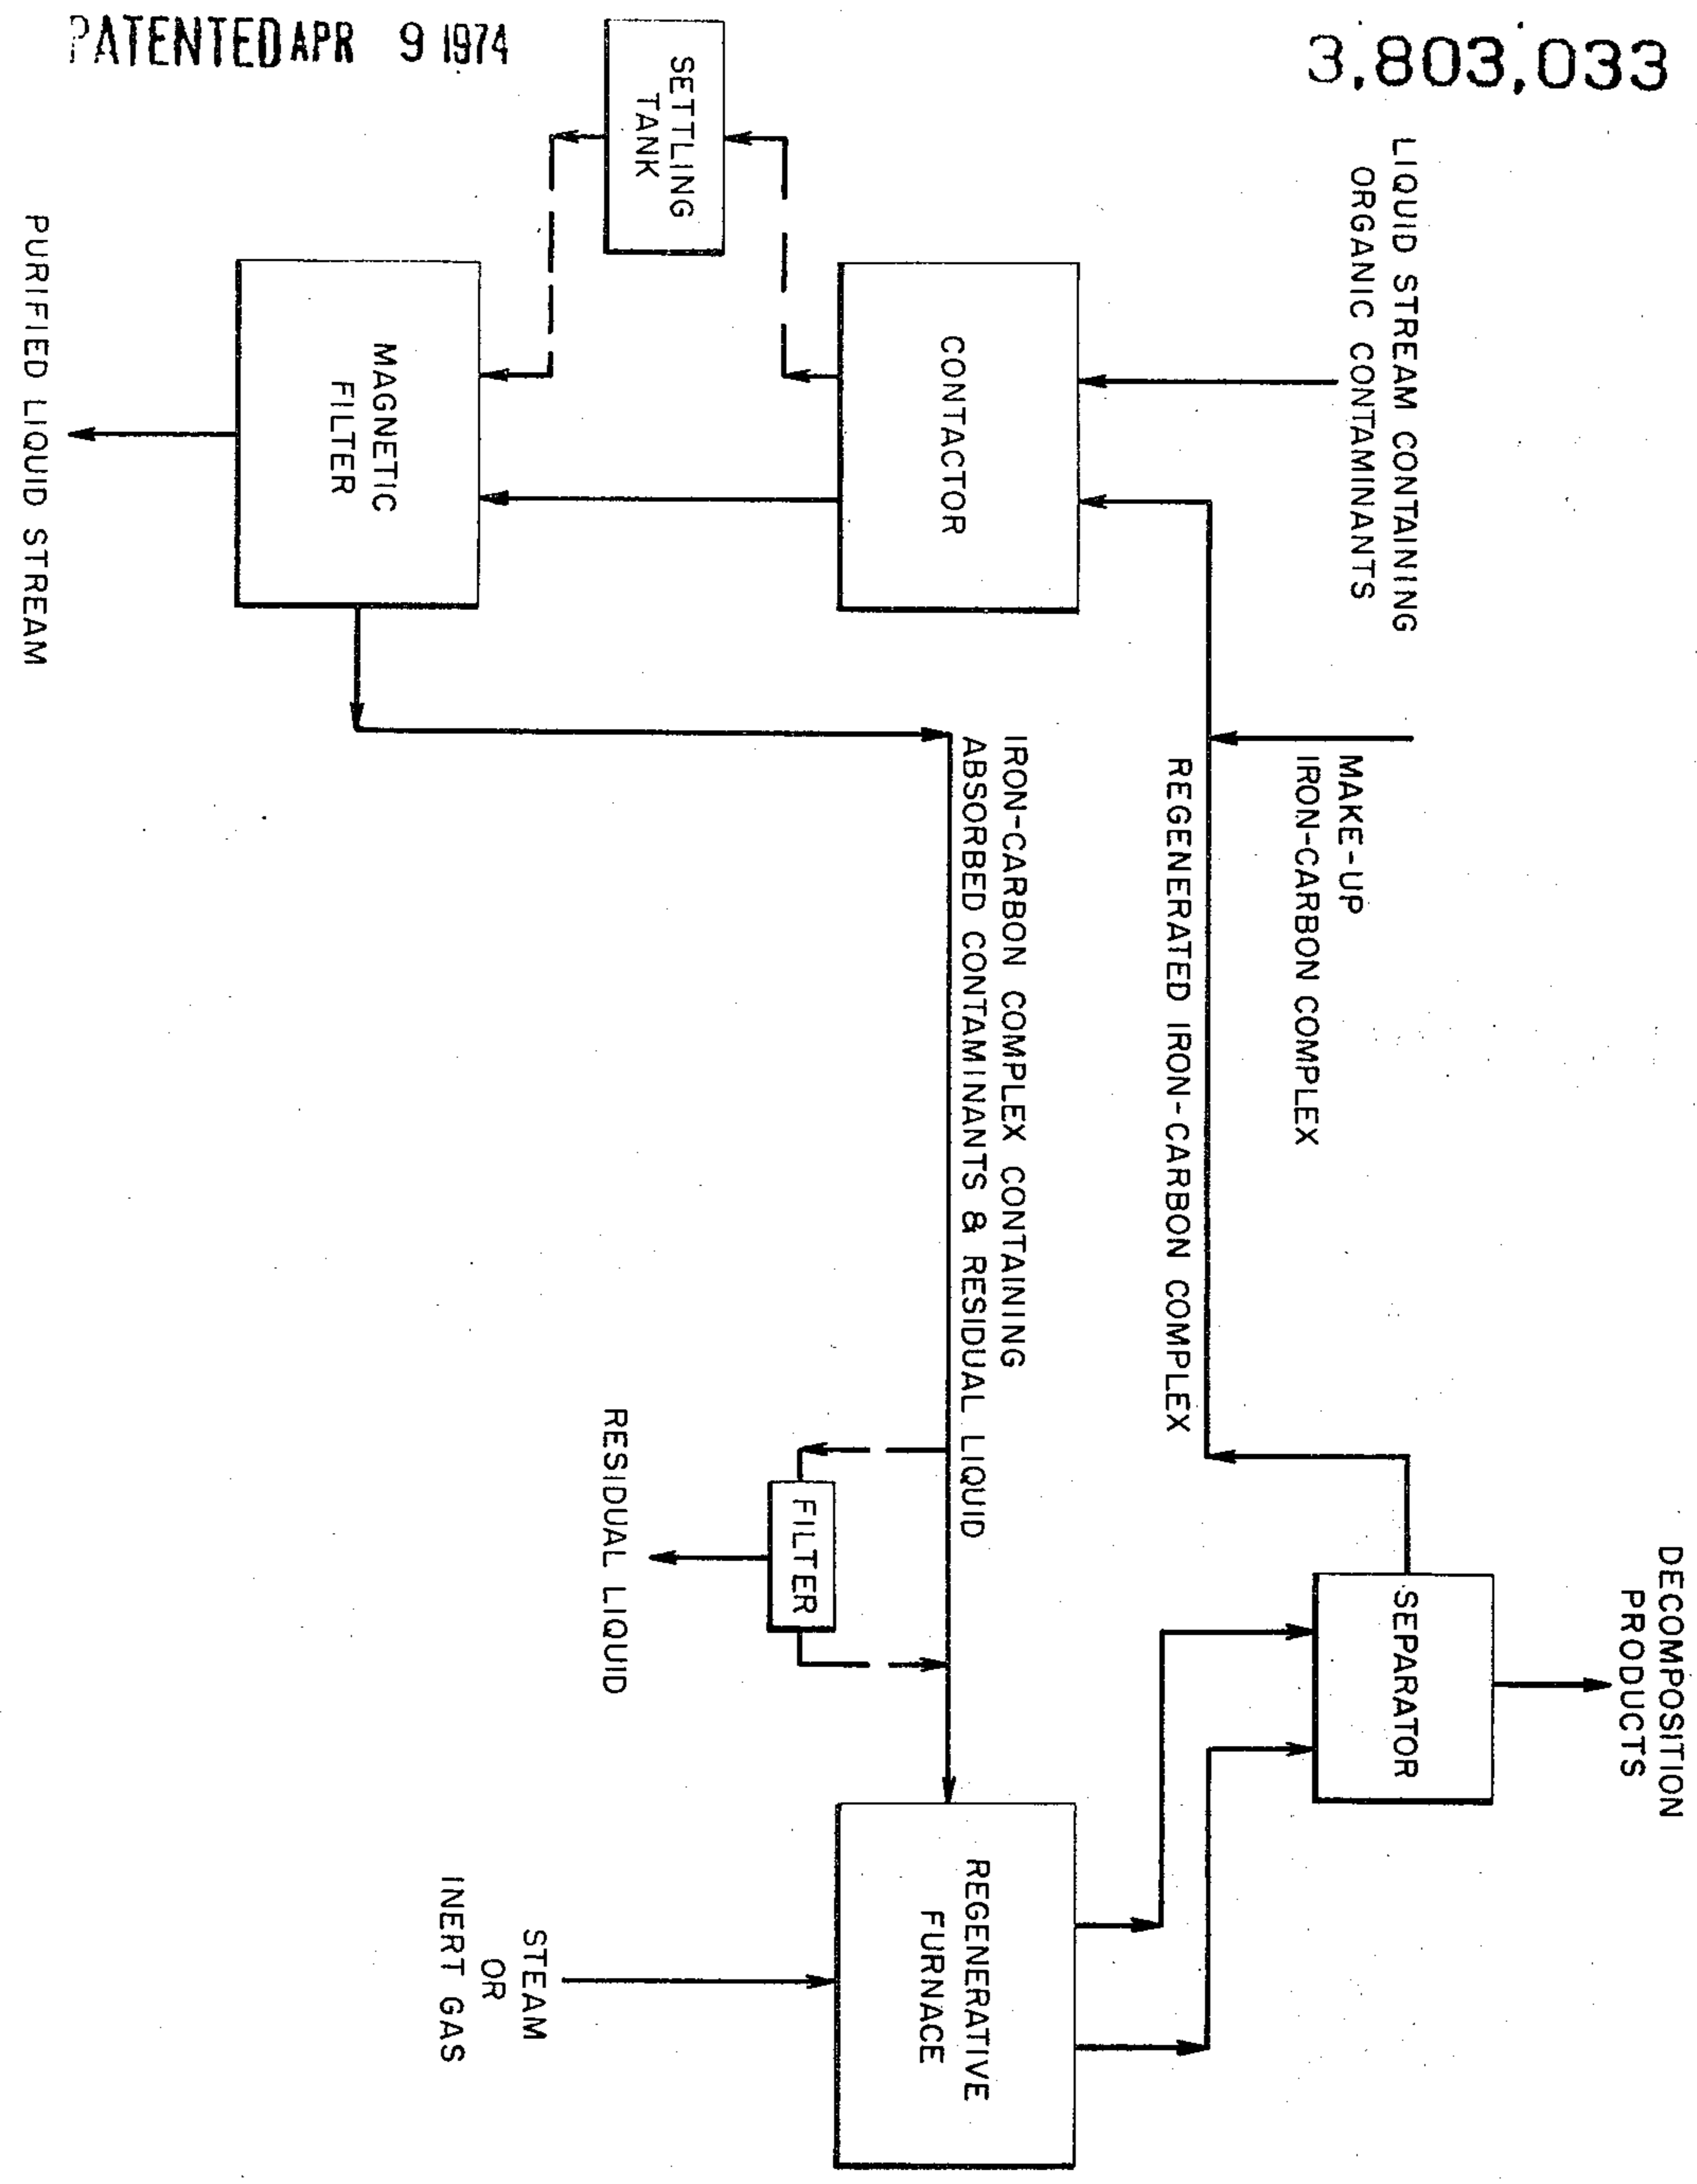 PATENTED APR 9 1974
3,803,033
LIQUID STREAM CONTAINING
ORGANIC CONTAMINANTS
MAKE-UP
IRON-CARBON COMPLEX
REGENERATED IRON-CARBON COMPLEX
DECOMPOSITION
PRODUCTS
SEPARATOR
CONTACTOR
SETTLING
TANK
IRON-CARBON COMPLEX CONTAINING
ABSORBED CONTAMINANTS & RESIDUAL LIQUID
FILTER
RESIDUAL LIQUID
REGENERATIVE
FURNACE
STEAM
OR
INERT GAS
MAGNETIC
FILTER
PURIFIED LIQUID STREAM